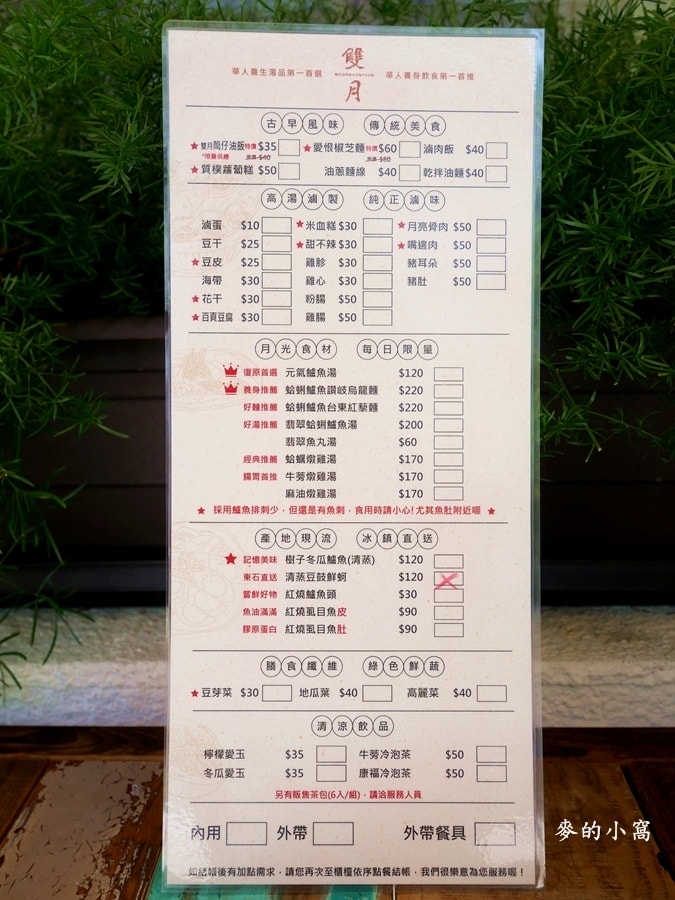 雙月
華人養生湯品第一首選 華人養身飲食第一首推
古早風味 傳統美食
★雙月筒仔油飯特價$35 ★愛恨椒芝麵特價$60 滷肉飯 $40
*限量供應 原價 $40 原價 $80
★質樸蘿蔔糕 $50 油蔥麵線 $40 乾拌油麵 $40
高湯滷製 純正滷味
滷蛋 $10 ★米血糕 $30 ★月亮骨肉 $50
豆干 $25 ★甜不辣 $30 ★嘴邊肉 $50
★豆皮 $25 雞胗 $30 豬耳朵 $50
海帶 $30 雞心 $30 豬肚 $50
★花干 $30 粉腸 $50
★百頁豆腐 $30 雞腸 $50
月光食材 每日限量
復原首選 元氣鱸魚湯 $120
養身推薦 蛤蜊鱸魚讚岐烏龍麵 $220
好麵推薦 蛤蜊鱸魚台東紅藜麵 $220
好湯推薦 翡翠蛤蜊鱸魚湯 $200
翡翠魚丸湯 $60
經典推薦 蛤蠣燉雞湯 $170
腸胃首推 牛蒡燉雞湯 $170
麻油燉雞湯 $170
★ 採用鱸魚排刺少，但還是有魚刺，食用時請小心!尤其魚肚附近喔 ★
產地現流 冰鎮直送
★ 記憶美味 樹子冬瓜鱸魚(清蒸) $120
東石直送 清蒸豆鼓鮮蚵 $120
嘗鮮好物 紅燒鱸魚頭 $30
魚油滿滿 紅燒虱目魚皮 $90
膠原蛋白 紅燒虱目魚肚 $90
膳食纖維 綠色鮮蔬
★豆芽菜 $30 地瓜葉 $40 高麗菜 $40
清涼飲品
檸檬愛玉 $35 牛蒡冷泡茶 $50
冬瓜愛玉 $35 康福冷泡茶 $50
另有販售茶包(6入/組)，請洽服務人員
內用 外帶 外帶餐具
如結帳後有加點需求，請您再次至櫃檯依序點餐結帳，我們很樂意為您服務喔！
麥的小窩